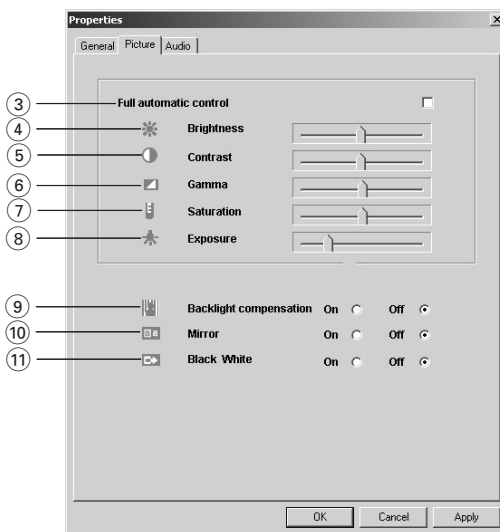 Properties
General Picture Audio
3 Full automatic control
4 Brightness
5 Contrast
6 Gamma
7 Saturation
8 Exposure
9 Backlight compensation On Off
10 Mirror On Off
11 Black White On Off
OK Cancel Apply